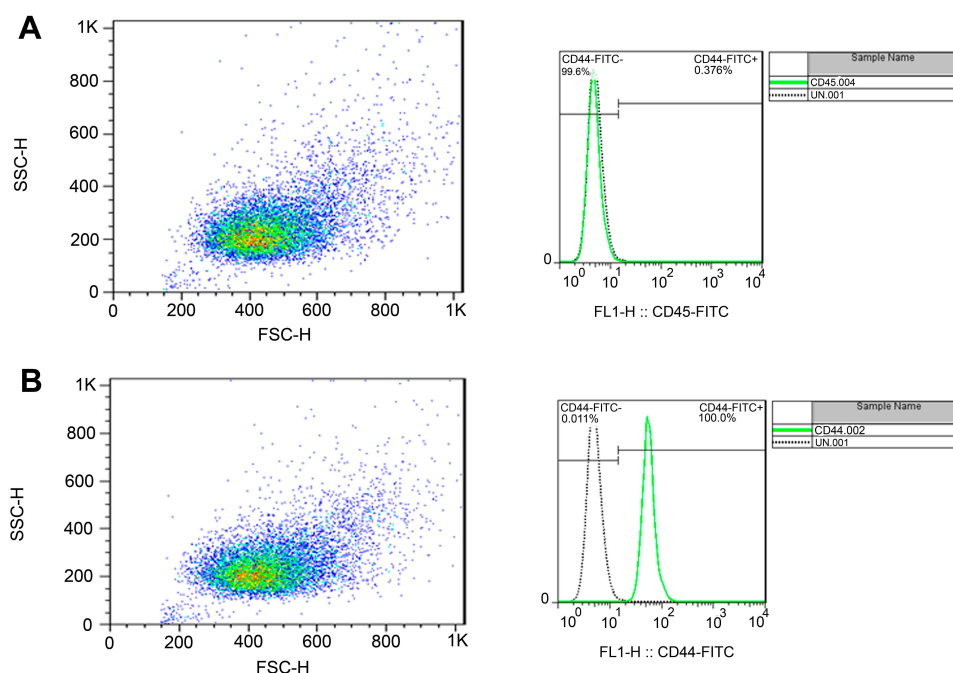 A
1K
800
600
400
200
0
SSC-H
0 200 400 600 800 1K
FSC-H
CD44-FITC- CD44-FITC+
99.6% 0.376%
0
10^0 10^1 10^2 10^3 10^4
FL1-H :: CD45-FITC
Sample Name
CD45.004
UN.001
B
1K
800
600
400
200
0
SSC-H
0 200 400 600 800 1K
FSC-H
CD44-FITC- CD44-FITC+
0.011% 100.0%
0
10^0 10^1 10^2 10^3 10^4
FL1-H :: CD44-FITC
Sample Name
CD44.002
UN.001